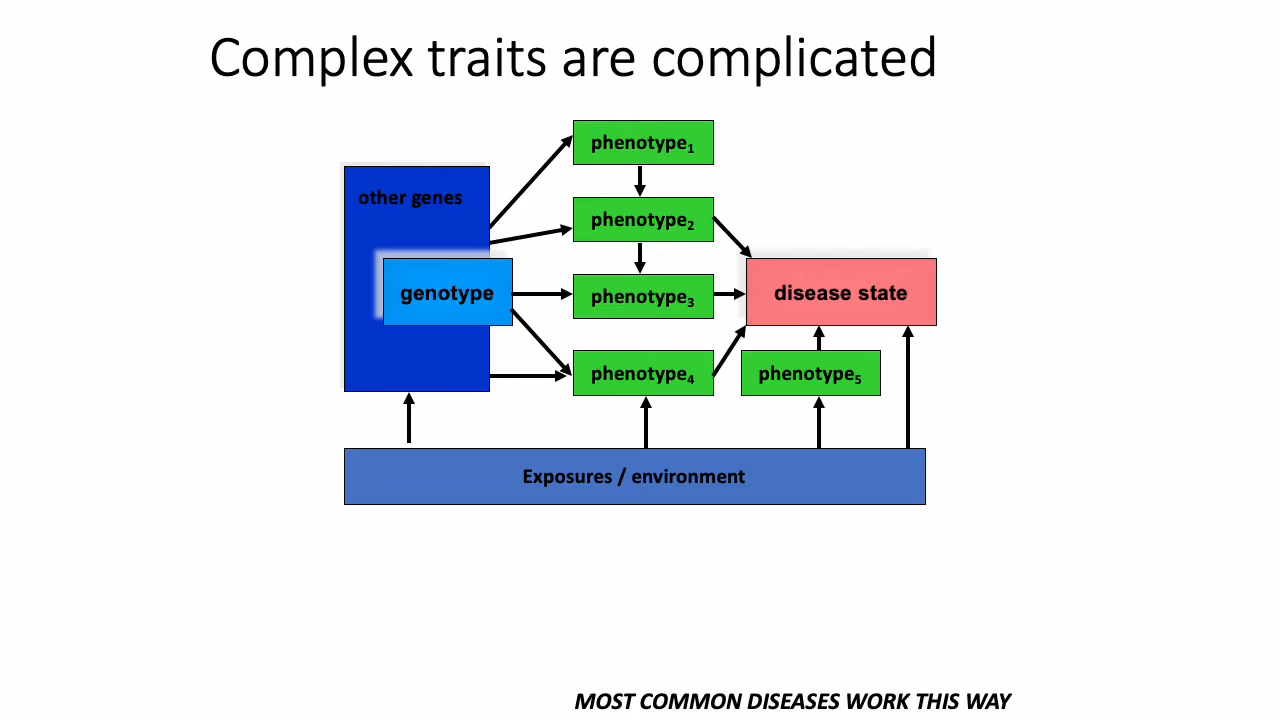 Complex traits are complicated
phenotype₁
other genes
phenotype₂
genotype
phenotype₃
disease state
phenotype₄
phenotype₅
Exposures / environment
MOST COMMON DISEASES WORK THIS WAY